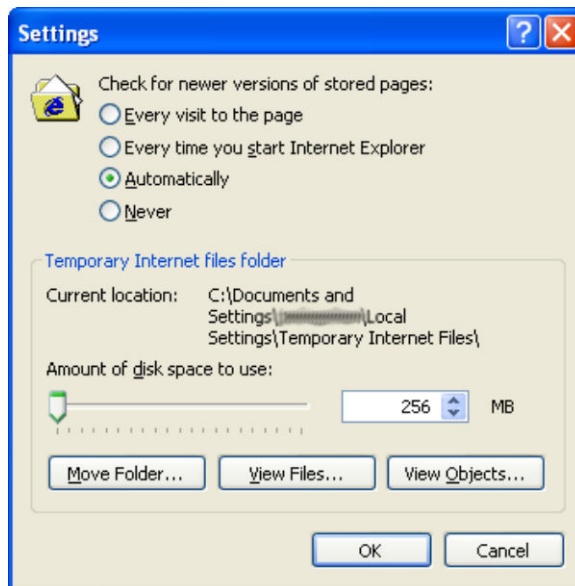 Settings
Check for newer versions of stored pages:
Every visit to the page
Every time you start Internet Explorer
Automatically
Never
Temporary Internet files folder
Current location: C:\Documents and
Settings\ \Local
Settings\Temporary Internet Files\
Amount of disk space to use:
256 MB
Move Folder... View Files... View Objects...
OK Cancel